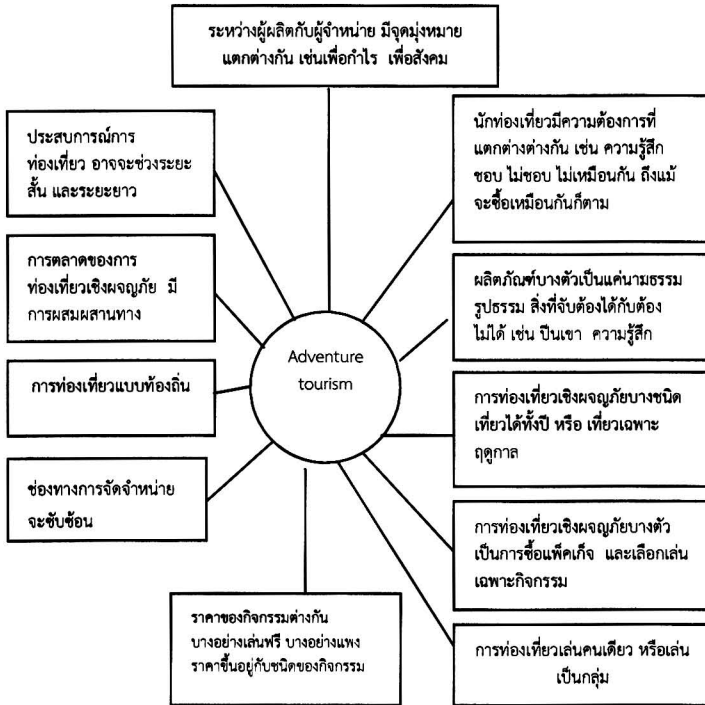 ระหว่างผู้ผลิตกับผู้จำหน่าย มีจุดมุ่งหมาย
แตกต่างกัน เช่นเพื่อกำไร เพื่อสังคม
ประสบการณ์การ
ท่องเที่ยว อาจจะช่วงระยะ
สั้น และระยะยาว
การตลาดของการ
ท่องเที่ยวเชิงผจญภัย มี
การผสมผสานทาง
การท่องเที่ยวแบบท้องถิ่น
ช่องทางการจัดจำหน่าย
จะซับซ้อน
Adventure
tourism
นักท่องเที่ยวมีความต้องการที่
แตกต่างต่างกัน เช่น ความรู้สึก
ชอบ ไม่ชอบ ไม่เหมือนกัน ถึงแม้
จะซื้อเหมือนกันก็ตาม
ผลิตภัณฑ์บางตัวเป็นแค่นามธรรม
รูปธรรม สิ่งที่จับต้องได้กับต้อง
ไม่ได้ เช่น ปีนเขา ความรู้สึก
การท่องเที่ยวเชิงผจญภัยบางชนิด
เที่ยวได้ทั้งปี หรือ เที่ยวเฉพาะ
ฤดูกาล
การท่องเที่ยวเชิงผจญภัยบางตัว
เป็นการซื้อแพ็คเก็จ และเลือกเล่น
เฉพาะกิจกรรม
การท่องเที่ยวเล่นคนเดียว หรือเล่น
เป็นกลุ่ม
ราคาของกิจกรรมต่างกัน
บางอย่างเล่นฟรี บางอย่างแพง
ราคาขึ้นอยู่กับชนิดของกิจกรรม